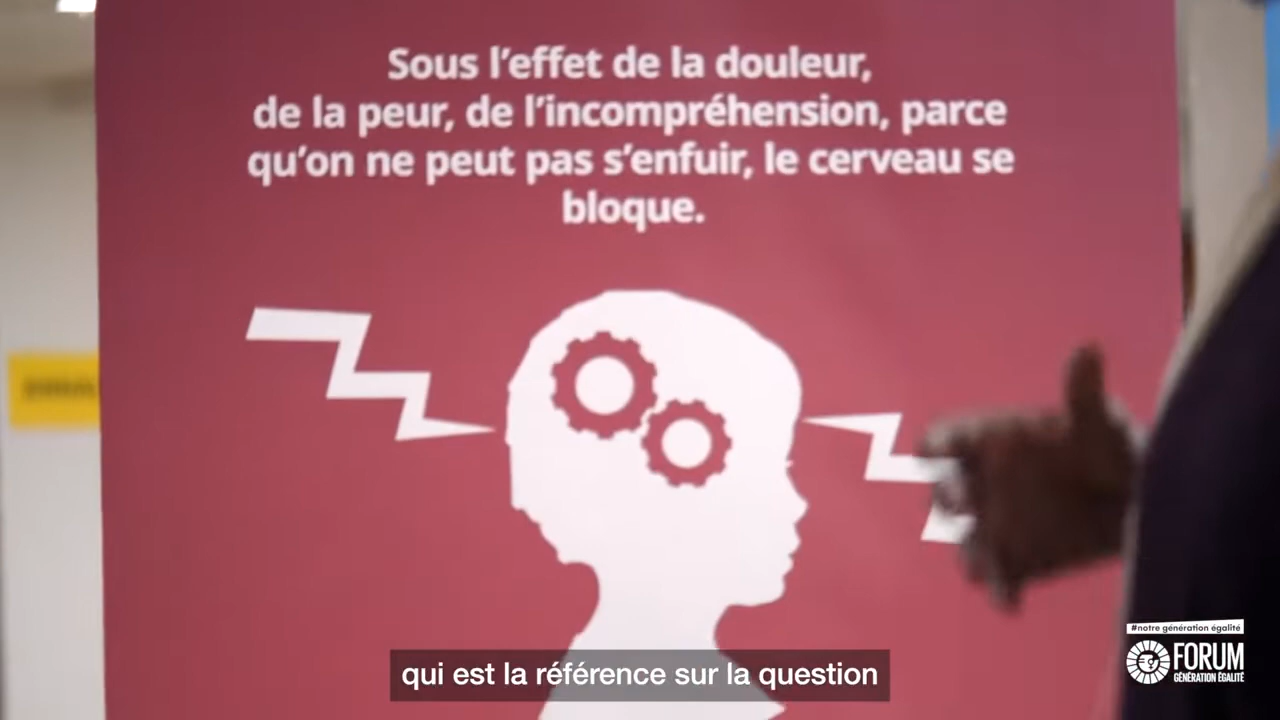 Sous l'effet de la douleur,
de la peur, de l'incompréhension, parce
qu'on ne peut pas s'enfuir, le cerveau se
bloque.
qui est la référence sur la question
#notre génération égalité
FORUM
GÉNÉRATION ÉGALITÉ